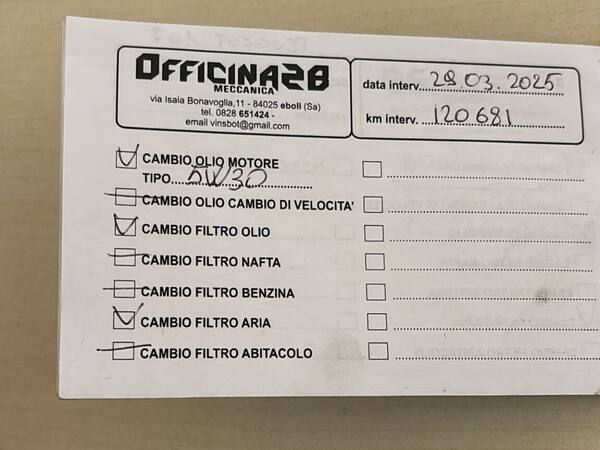 OFFICINA28
MECCANICA
via Isaia Bonavoglia,11 - 84025 eboli (Sa)
tel. 0828 651424 -
email vinsbot@gmail.com
data interv. 28.03.2025
km interv. 120681
CAMBIO OLIO MOTORE
TIPO 5W30
CAMBIO OLIO CAMBIO DI VELOCITA'
CAMBIO FILTRO OLIO
CAMBIO FILTRO NAFTA
CAMBIO FILTRO BENZINA
CAMBIO FILTRO ARIA
CAMBIO FILTRO ABITACOLO